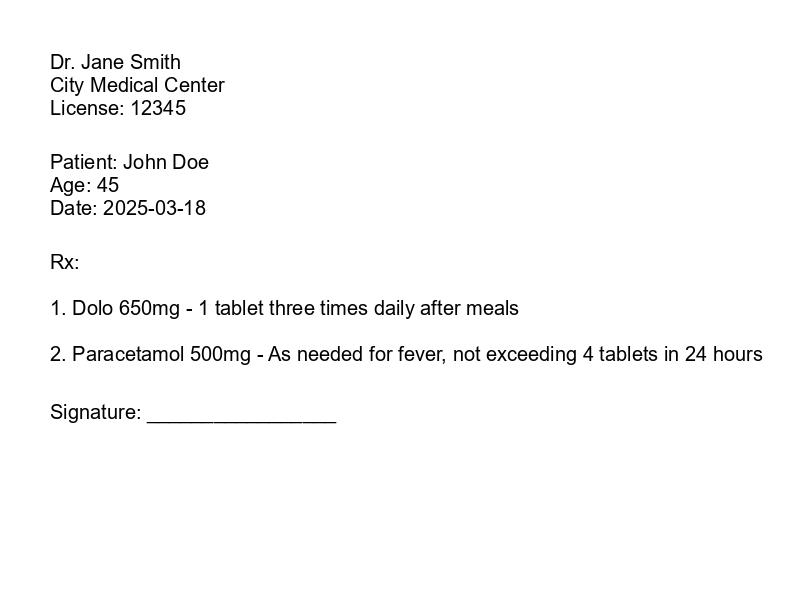 Dr. Jane Smith
City Medical Center
License: 12345
Patient: John Doe
Age: 45
Date: 2025-03-18
Rx:
1. Dolo 650mg - 1 tablet three times daily after meals
2. Paracetamol 500mg - As needed for fever, not exceeding 4 tablets in 24 hours
Signature: _________________